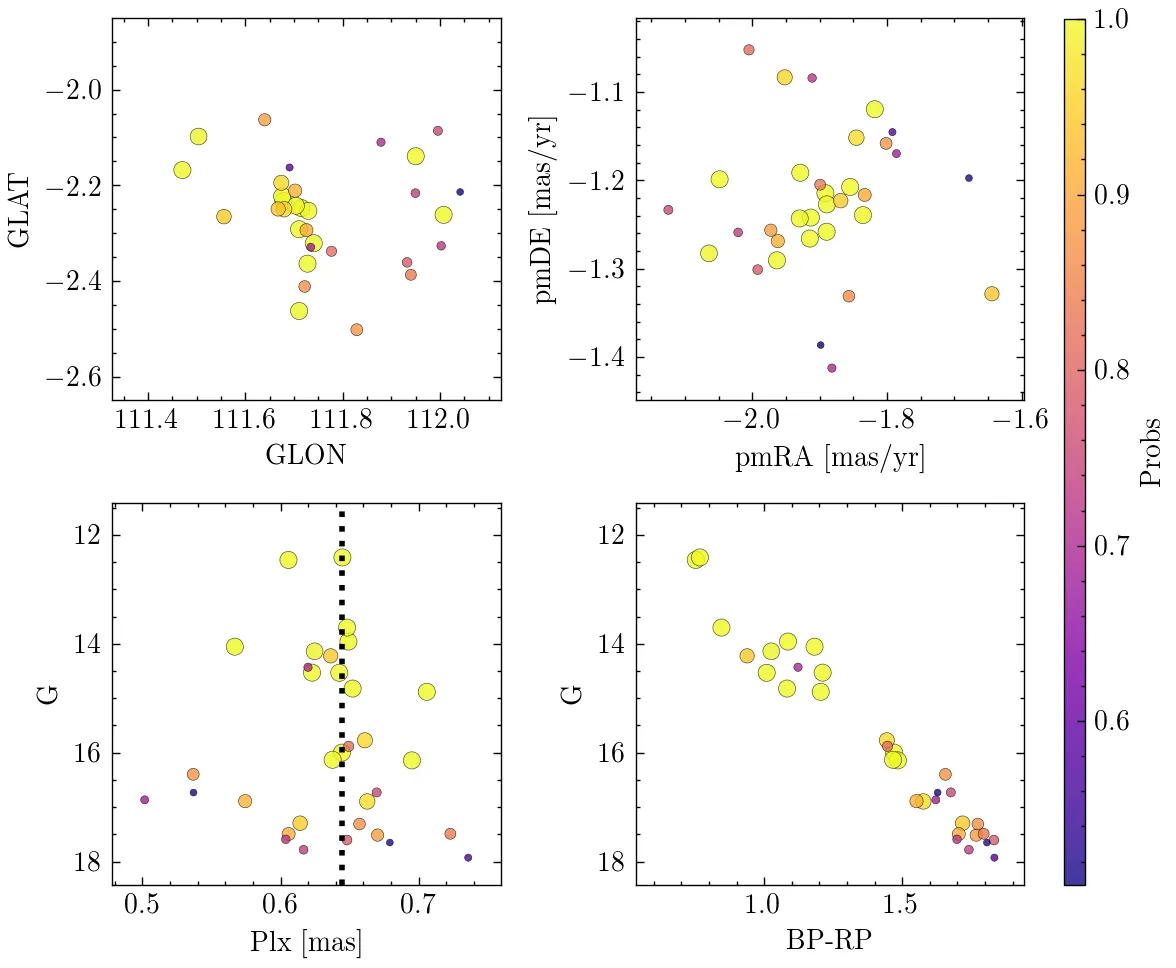 −2.0
−2.2
−2.4
−2.6
GLAT
111.4 111.6 111.8 112.0
GLON
−1.1
−1.2
−1.3
−1.4
pmDE [mas/yr]
−2.0 −1.8 −1.6
pmRA [mas/yr]
12
14
16
18
G
0.5 0.6 0.7
Plx [mas]
12
14
16
18
G
1.0 1.5
BP-RP
1.0
0.9
0.8
0.7
0.6
Probs